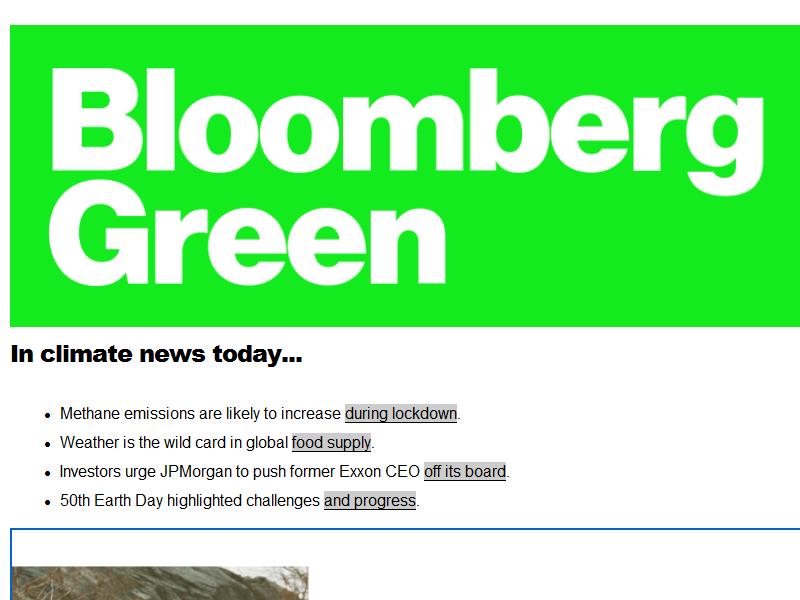 Bloomberg
Green
In climate news today...
• Methane emissions are likely to increase during lockdown.
• Weather is the wild card in global food supply.
• Investors urge JPMorgan to push former Exxon CEO off its board.
• 50th Earth Day highlighted challenges and progress.